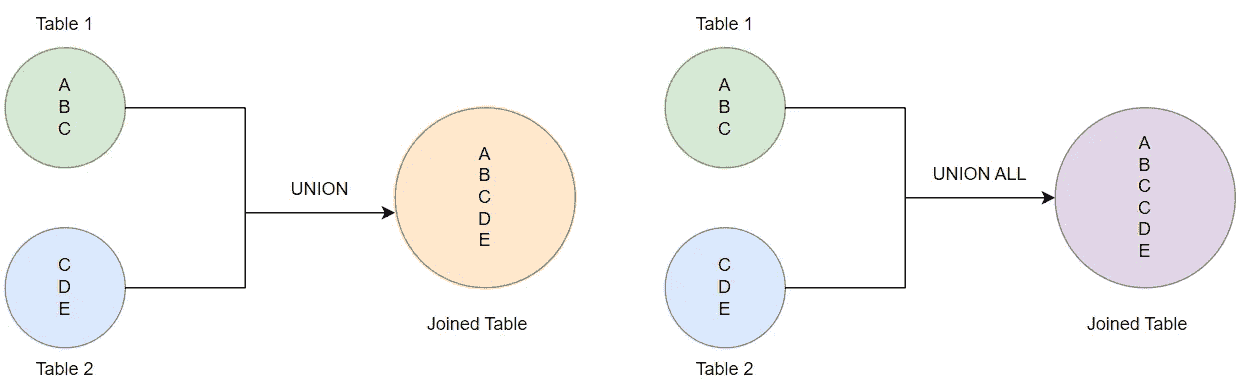 Table 1
A
B
C
UNION
A
B
C
D
E
Joined Table
C
D
E
Table 2
Table 1
A
B
C
UNION ALL
A
B
C
C
D
E
Joined Table
C
D
E
Table 2